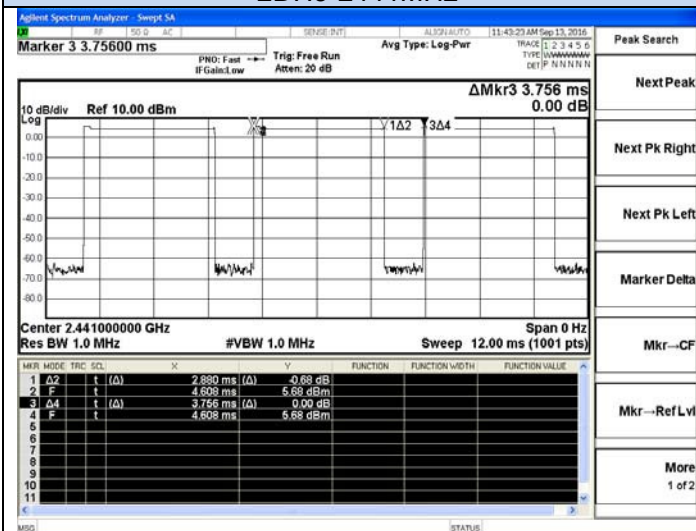 Agilent Spectrum Analyzer - Swept SA
RF 50 Ω AC SENSE:INT ALIGN AUTO 11:43:23 AM Sep 13, 2016
Marker 3 3.75600 ms
PNO: Fast
IFGain:Low
Trig: Free Run
Atten: 20 dB
Avg Type: Log-Pwr
TRACE 1 2 3 4 5 6
TYPE
DET P N N N N N
Peak Search
ΔMkr3 3.756 ms
0.00 dB
10 dB/div Ref 10.00 dBm
Log
0.00
-10.0
-20.0
-30.0
-40.0
-50.0
-60.0
-70.0
-80.0
1Δ2 3Δ4
Center 2.441000000 GHz Span 0 Hz
Res BW 1.0 MHz #VBW 1.0 MHz Sweep 12.00 ms (1001 pts)
MKR MODE TRC SCL X Y FUNCTION FUNCTION WIDTH FUNCTION VALUE
1 Δ2 t (Δ) 2.880 ms (Δ) -0.68 dB
2 F t 4.608 ms 5.68 dBm
3 Δ4 t (Δ) 3.756 ms (Δ) 0.00 dB
4 F t 4.608 ms 5.68 dBm
5
6
7
8
9
10
11
Next Peak
Next Pk Right
Next Pk Left
Marker Delta
Mkr→CF
Mkr→Ref Lvl
More
1 of 2
MSG STATUS